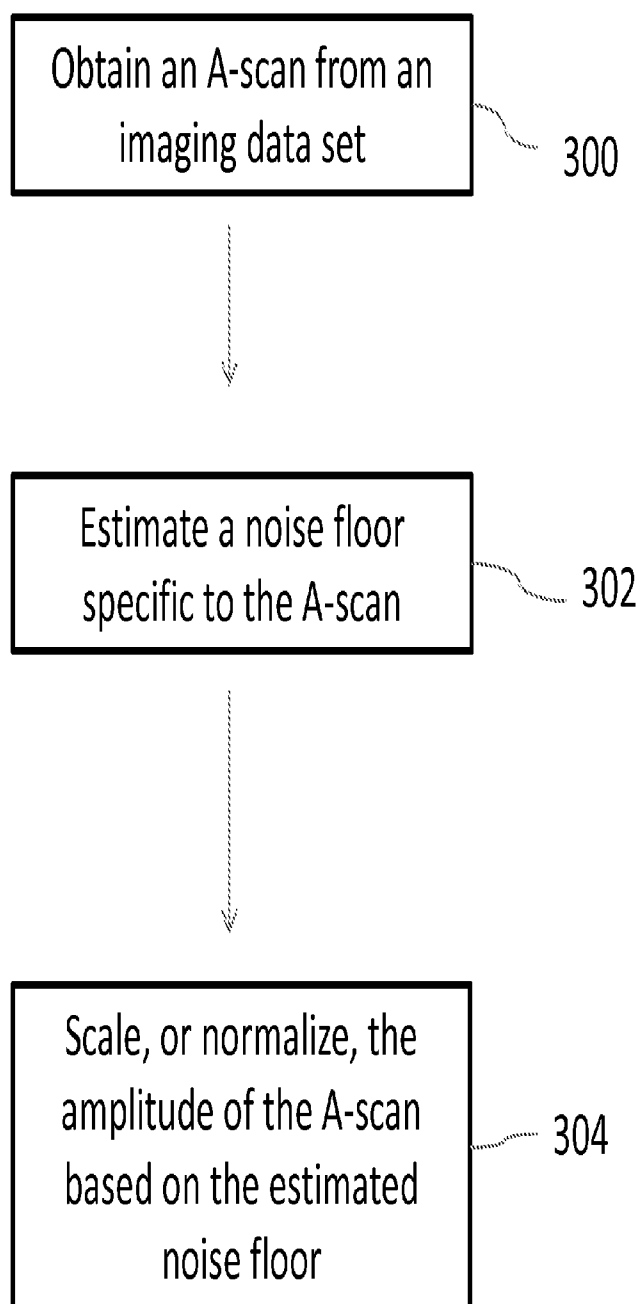 Obtain an A-scan from an
imaging data set
300
Estimate a noise floor
specific to the A-scan
302
Scale, or normalize, the
amplitude of the A-scan
based on the estimated
noise floor
304